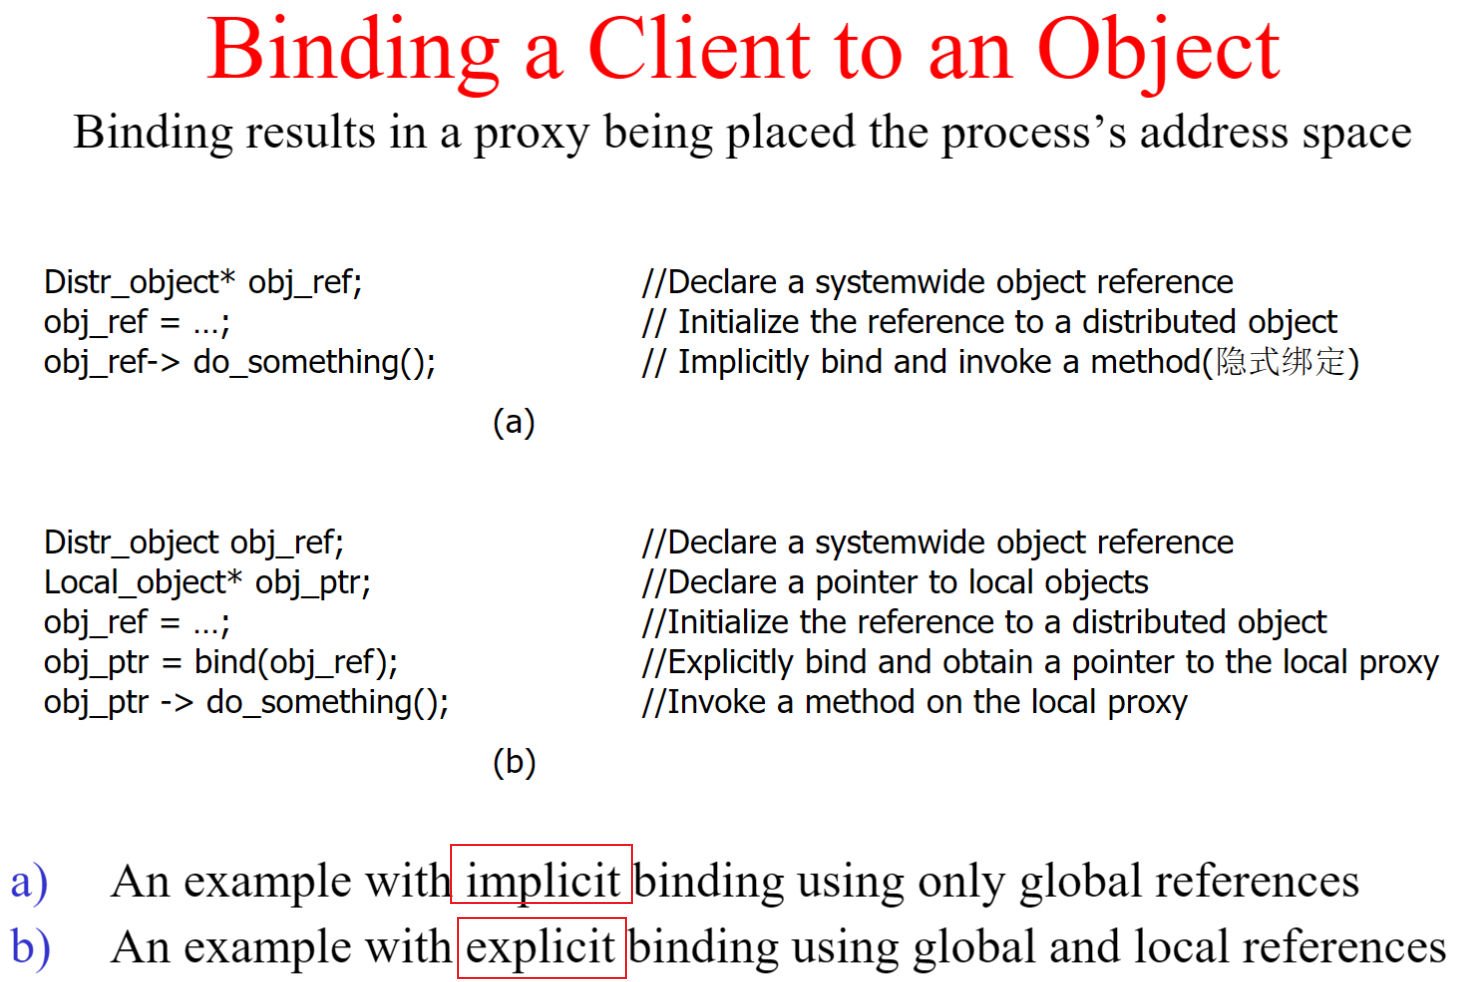 Binding a Client to an Object
Binding results in a proxy being placed the process’s address space
Distr_object* obj_ref; //Declare a systemwide object reference
obj_ref = …; // Initialize the reference to a distributed object
obj_ref-> do_something(); // Implicitly bind and invoke a method(隐式绑定)
(a)
Distr_object obj_ref; //Declare a systemwide object reference
Local_object* obj_ptr; //Declare a pointer to local objects
obj_ref = …; //Initialize the reference to a distributed object
obj_ptr = bind(obj_ref); //Explicitly bind and obtain a pointer to the local proxy
obj_ptr -> do_something(); //Invoke a method on the local proxy
(b)
a) An example with implicit binding using only global references
b) An example with explicit binding using global and local references